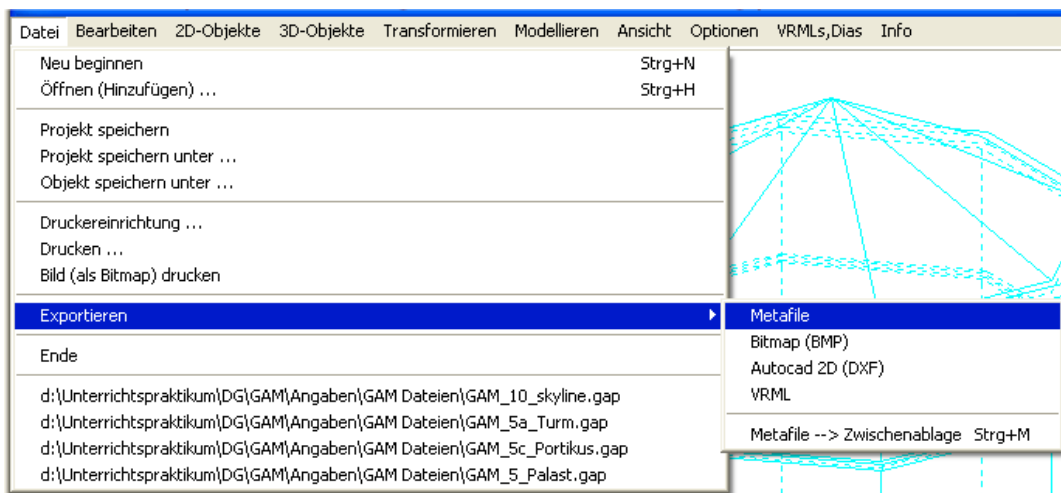 Datei Bearbeiten 2D-Objekte 3D-Objekte Transformieren Modellieren Ansicht Optionen VRMLs,Dias Info
Neu beginnen Strg+N
Öffnen (Hinzufügen) ... Strg+H
Projekt speichern
Projekt speichern unter ...
Objekt speichern unter ...
Druckereinrichtung ...
Drucken ...
Bild (als Bitmap) drucken
Exportieren
Ende
d:\Unterrichtspraktikum\DG\GAM\Angaben\GAM Dateien\GAM_10_skyline.gap
d:\Unterrichtspraktikum\DG\GAM\Angaben\GAM Dateien\GAM_5a_Turm.gap
d:\Unterrichtspraktikum\DG\GAM\Angaben\GAM Dateien\GAM_5c_Portikus.gap
d:\Unterrichtspraktikum\DG\GAM\Angaben\GAM Dateien\GAM_5_Palast.gap
Metafile
Bitmap (BMP)
Autocad 2D (DXF)
VRML
Metafile --> Zwischenablage Strg+M